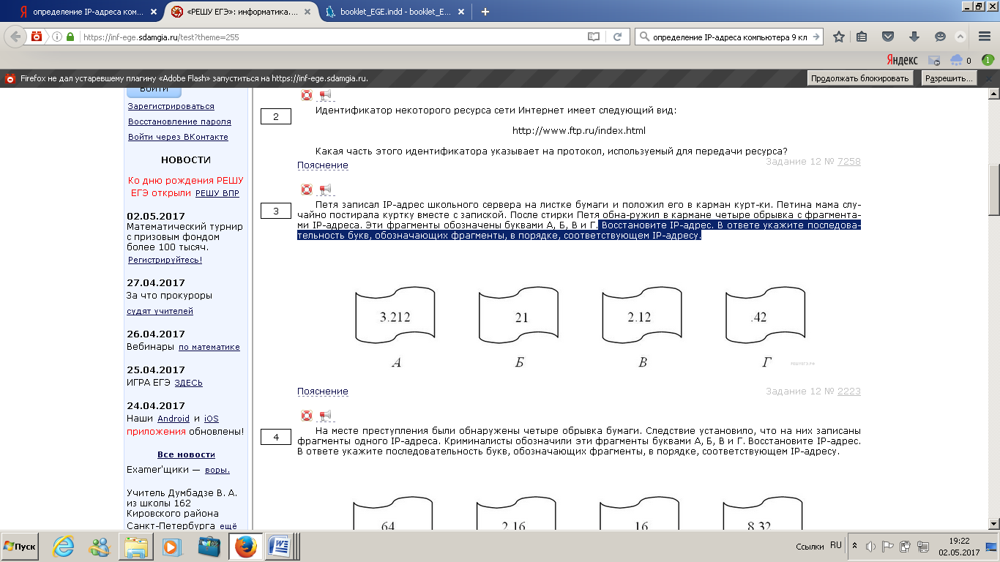 определение IP-адреса ком...
«РЕШУ ЕГЭ»: информатика....
booklet_EGE.indd - booklet_E...
https://inf-ege.sdamgia.ru/test?theme=255
определение IP-адреса компьютера 9 кл
Яндекс
0
1
Firefox не дал устаревшему плагину «Adobe Flash» запуститься на https://inf-ege.sdamgia.ru.
Продолжать блокировать
Разрешить...
Войти
Зарегистрироваться
Восстановление пароля
Войти через ВКонтакте
НОВОСТИ
Ко дню рождения РЕШУ
ЕГЭ открыли РЕШУ ВПР
02.05.2017
Математический турнир
с призовым фондом
более 100 тысяч.
Регистрируйтесь!
27.04.2017
За что прокуроры
судят учителей
26.04.2017
Вебинары по математике
25.04.2017
ИГРА ЕГЭ ЗДЕСЬ
24.04.2017
Наши Android и iOS
приложения обновлены!
Все новости
Examer'щики — воры.
Учитель Думбадзе В. А.
из школы 162
Кировского района
Санкт-Петербурга ещё
2
Идентификатор некоторого ресурса сети Интернет имеет следующий вид:
http://www.ftp.ru/index.html
Какая часть этого идентификатора указывает на протокол, используемый для передачи ресурса?
Задание 12 № 7258
Пояснение
3
Петя записал IP-адрес школьного сервера на листке бумаги и положил его в карман курт-ки. Петина мама слу-
чайно постирала куртку вместе с запиской. После стирки Петя обна-ружил в кармане четыре обрывка с фрагмента-
ми IP-адреса. Эти фрагменты обозначены буквами А, Б, В и Г. Восстановите IP-адрес. В ответе укажите последова-
тельность букв, обозначающих фрагменты, в порядке, соответствующем IP-адресу.
3.212
21
2.12
.42
А
Б
В
Г
Пояснение
Задание 12 № 2223
4
На месте преступления были обнаружены четыре обрывка бумаги. Следствие установило, что на них записаны
фрагменты одного IP-адреса. Криминалисты обозначили эти фрагменты буквами А, Б, В и Г. Восстановите IP-адрес.
В ответе укажите последовательность букв, обозначающих фрагменты, в порядке, соответствующем IP-адресу.
64
2.16
16
8.32
Пуск
Ссылки
RU
19:22
02.05.2017